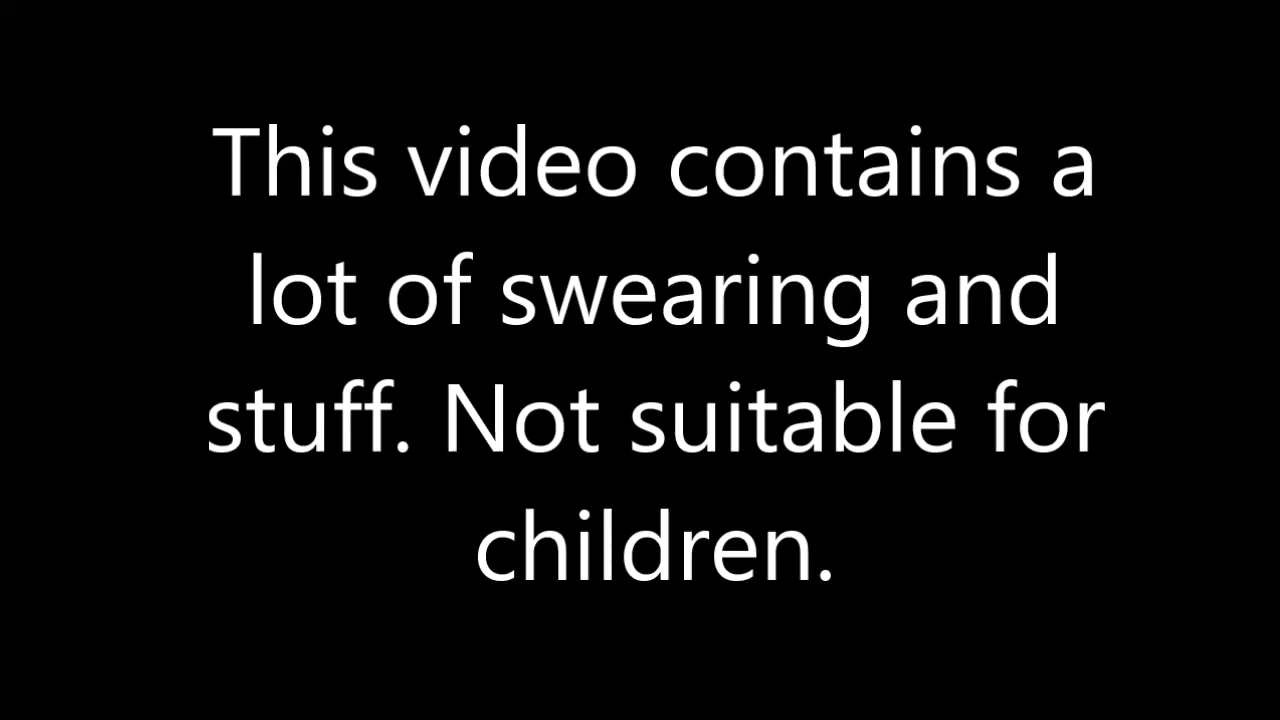 This video contains a
lot of swearing and
stuff. Not suitable for
children.